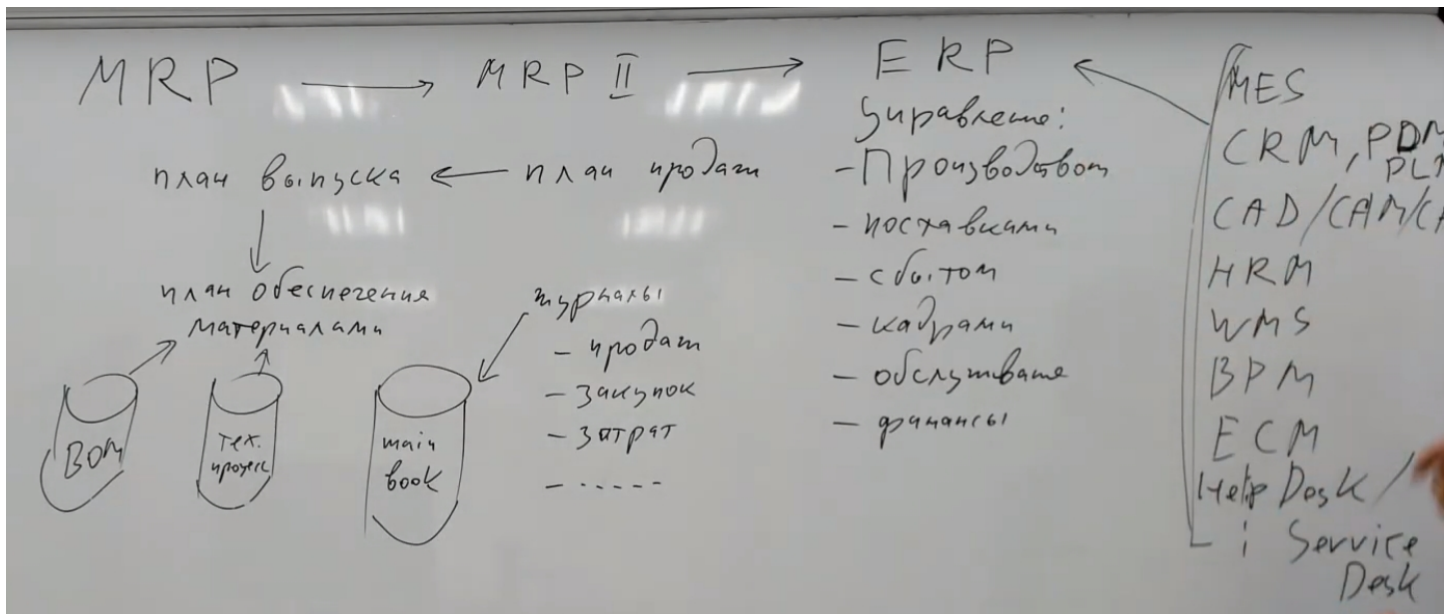 MRP → MRP II → ERP ←
план выпуска ← план продаж
план обеспечения
материалами
BOM
тех.
процесс
main
book
журналы
- продаж
- закупок
- затрат
- .....
Управление:
- Производством
- поставками
- сбытом
- кадрами
- обслуживание
- финансы
MES
CRM, PDM
CAD/CAM/
HRM
WMS
BPM
ECM
Help Desk /
Service
Desk